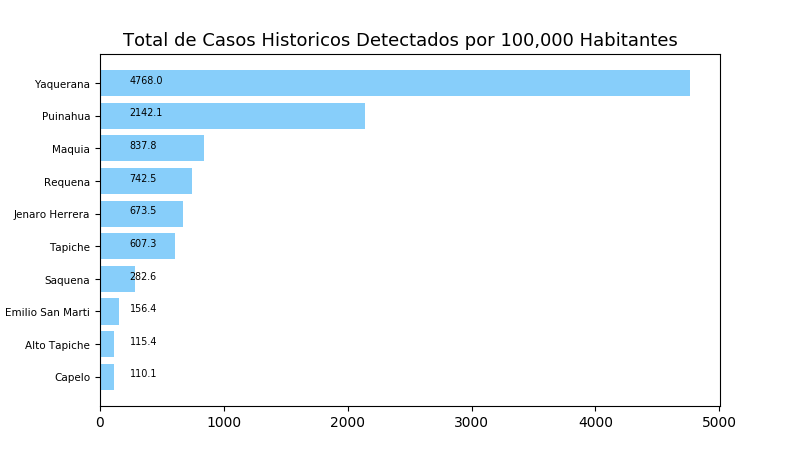 Total de Casos Historicos Detectados por 100,000 Habitantes
Yaquerana 4768.0
Puinahua 2142.1
Maquia 837.8
Requena 742.5
Jenaro Herrera 673.5
Tapiche 607.3
Saquena 282.6
Emilio San Marti 156.4
Alto Tapiche 115.4
Capelo 110.1
0 1000 2000 3000 4000 5000